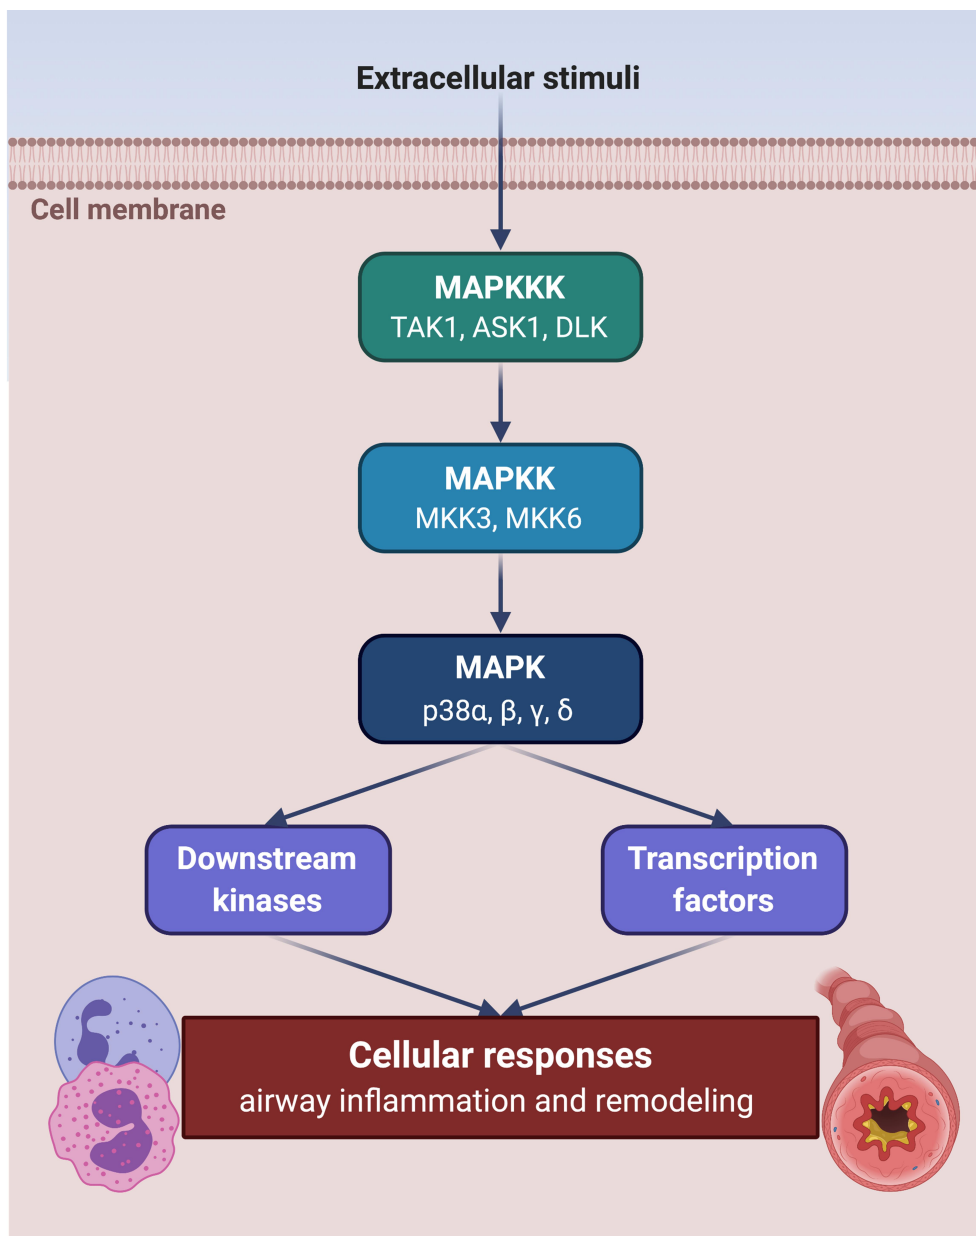 Extracellular stimuli
Cell membrane
MAPKKK
TAK1, ASK1, DLK
MAPKK
MKK3, MKK6
MAPK
p38α, β, γ, δ
Downstream
kinases
Transcription
factors
Cellular responses
airway inflammation and remodeling